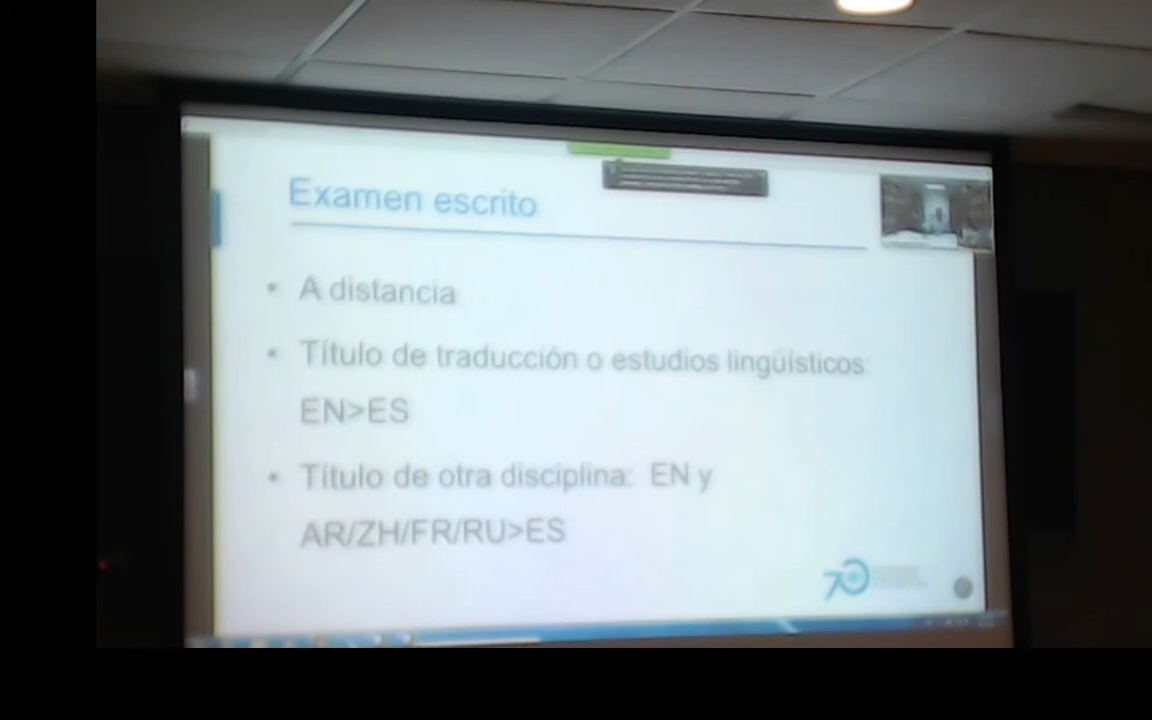 Examen escrito
• A distancia
• Título de traducción o estudios lingüísticos:
EN>ES
• Título de otra disciplina: EN y
AR/ZH/FR/RU>ES
70